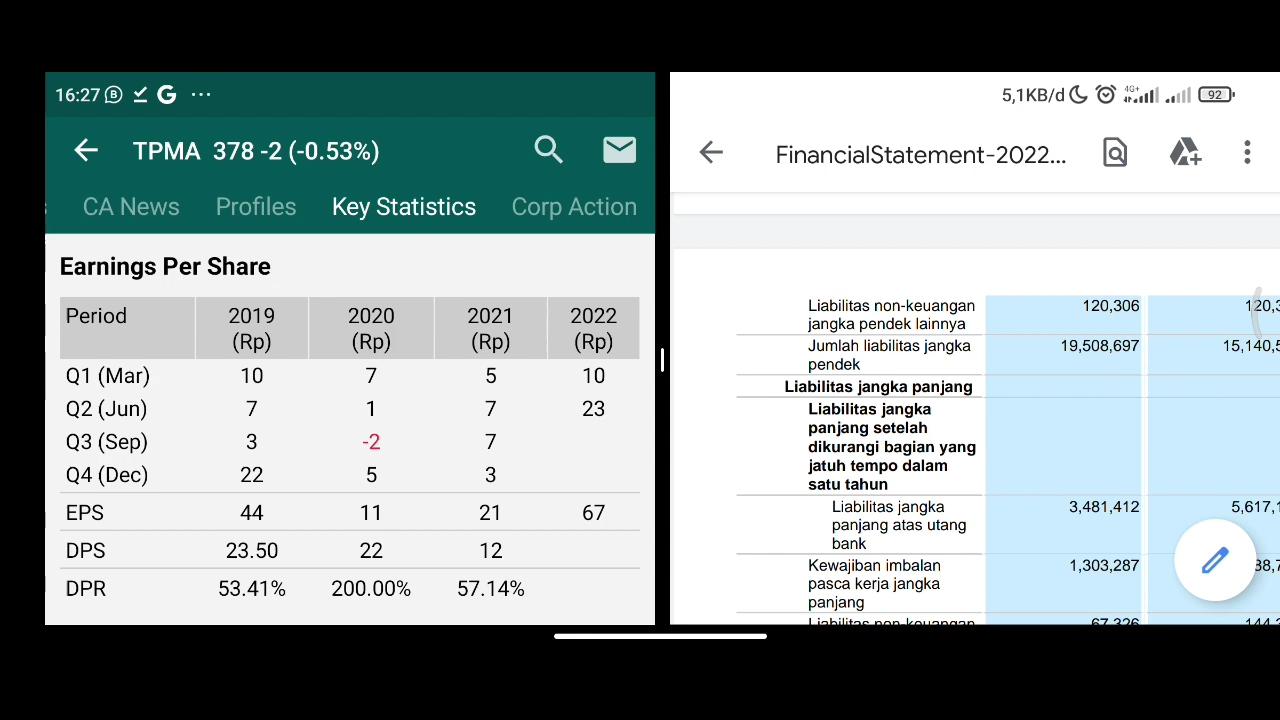 16:27
TPMA 378 -2 (-0.53%)
CA News Profiles Key Statistics Corp Action
Earnings Per Share
Period 2019 (Rp) 2020 (Rp) 2021 (Rp) 2022 (Rp)
Q1 (Mar) 10 7 5 10
Q2 (Jun) 7 1 7 23
Q3 (Sep) 3 -2 7
Q4 (Dec) 22 5 3
EPS 44 11 21 67
DPS 23.50 22 12
DPR 53.41% 200.00% 57.14%
5,1KB/d 4G+ 92
FinancialStatement-2022...
Liabilitas non-keuangan 120,306
jangka pendek lainnya
Jumlah liabilitas jangka 19,508,697
pendek
Liabilitas jangka panjang
Liabilitas jangka
panjang setelah
dikurangi bagian yang
jatuh tempo dalam
satu tahun
Liabilitas jangka 3,481,412
panjang atas utang
bank
Kewajiban imbalan 1,303,287
pasca kerja jangka
panjang
Liabilitas non-keuangan 67,326